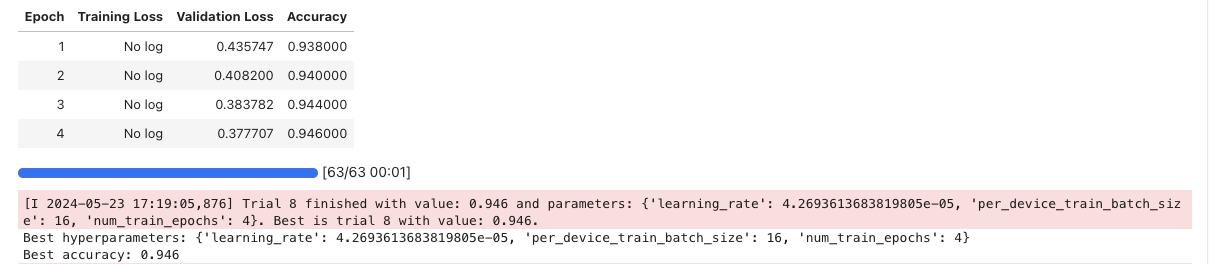 Epoch Training Loss Validation Loss Accuracy
1 No log 0.435747 0.938000
2 No log 0.408200 0.940000
3 No log 0.383782 0.944000
4 No log 0.377707 0.946000
[63/63 00:01]
[I 2024-05-23 17:19:05,876] Trial 8 finished with value: 0.946 and parameters: {'learning_rate': 4.2693613683819805e-05, 'per_device_train_batch_siz
e': 16, 'num_train_epochs': 4}. Best is trial 8 with value: 0.946.
Best hyperparameters: {'learning_rate': 4.2693613683819805e-05, 'per_device_train_batch_size': 16, 'num_train_epochs': 4}
Best accuracy: 0.946